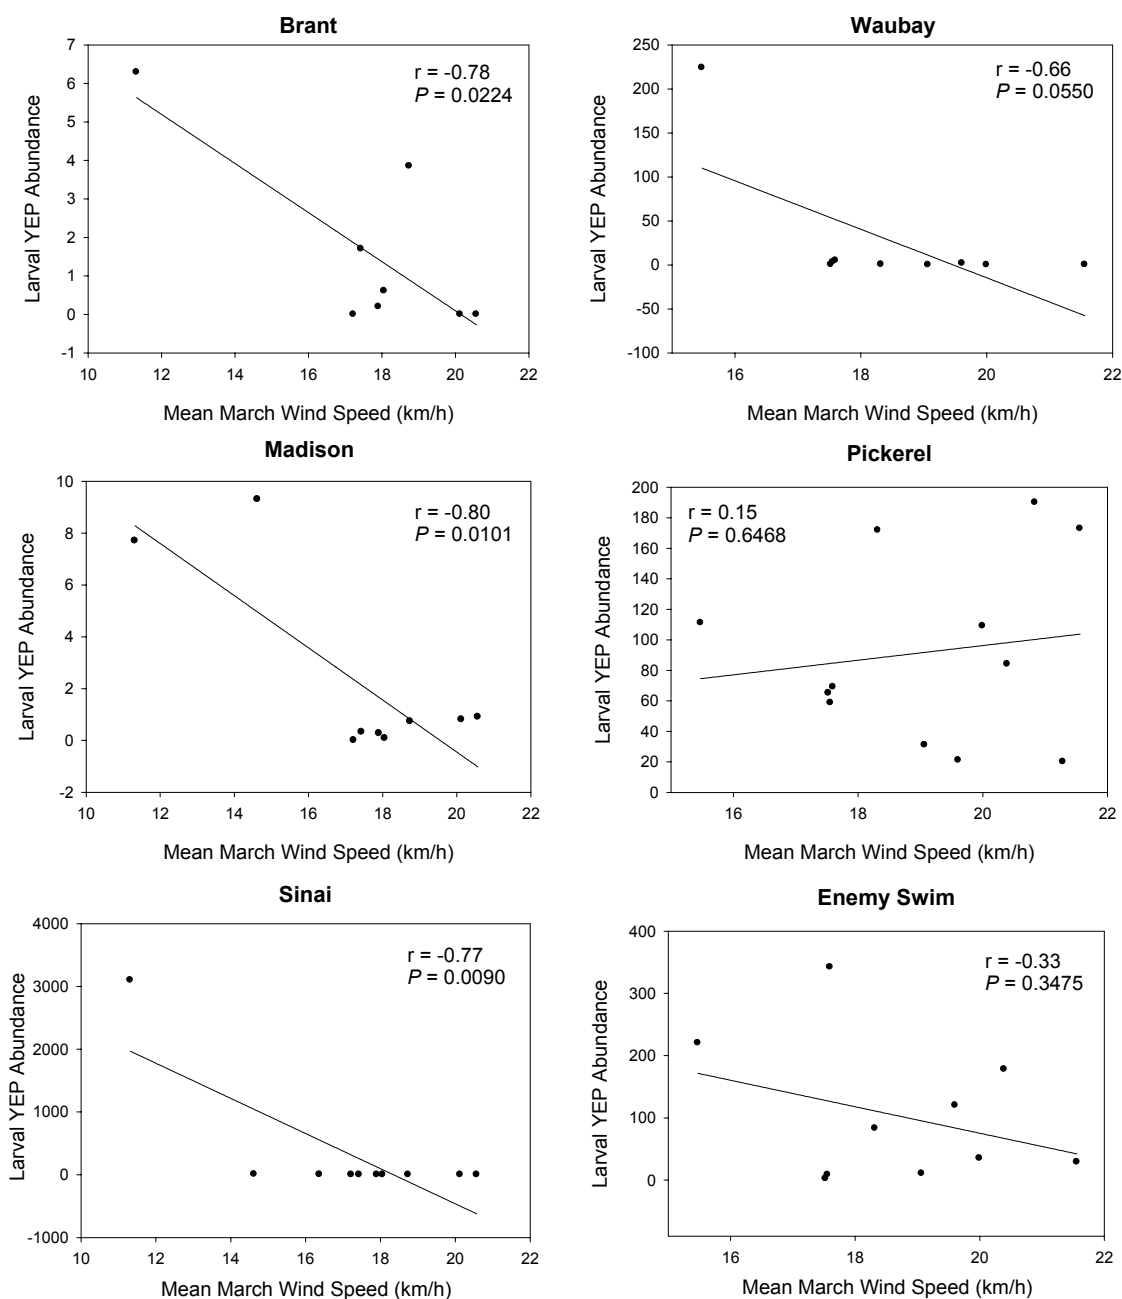 Brant
r = -0.78
P = 0.0224
Larval YEP Abundance
7
6
5
4
3
2
1
0
-1
10 12 14 16 18 20 22
Mean March Wind Speed (km/h)
Waubay
r = -0.66
P = 0.0550
Larval YEP Abundance
250
200
150
100
50
0
-50
-100
16 18 20 22
Mean March Wind Speed (km/h)
Madison
r = -0.80
P = 0.0101
Larval YEP Abundance
10
8
6
4
2
0
-2
10 12 14 16 18 20 22
Mean March Wind Speed (km/h)
Pickerel
r = 0.15
P = 0.6468
Larval YEP Abundance
200
180
160
140
120
100
80
60
40
20
0
16 18 20 22
Mean March Wind Speed (km/h)
Sinai
r = -0.77
P = 0.0090
Larval YEP Abundance
4000
3000
2000
1000
0
-1000
10 12 14 16 18 20 22
Mean March Wind Speed (km/h)
Enemy Swim
r = -0.33
P = 0.3475
Larval YEP Abundance
400
300
200
100
0
16 18 20 22
Mean March Wind Speed (km/h)